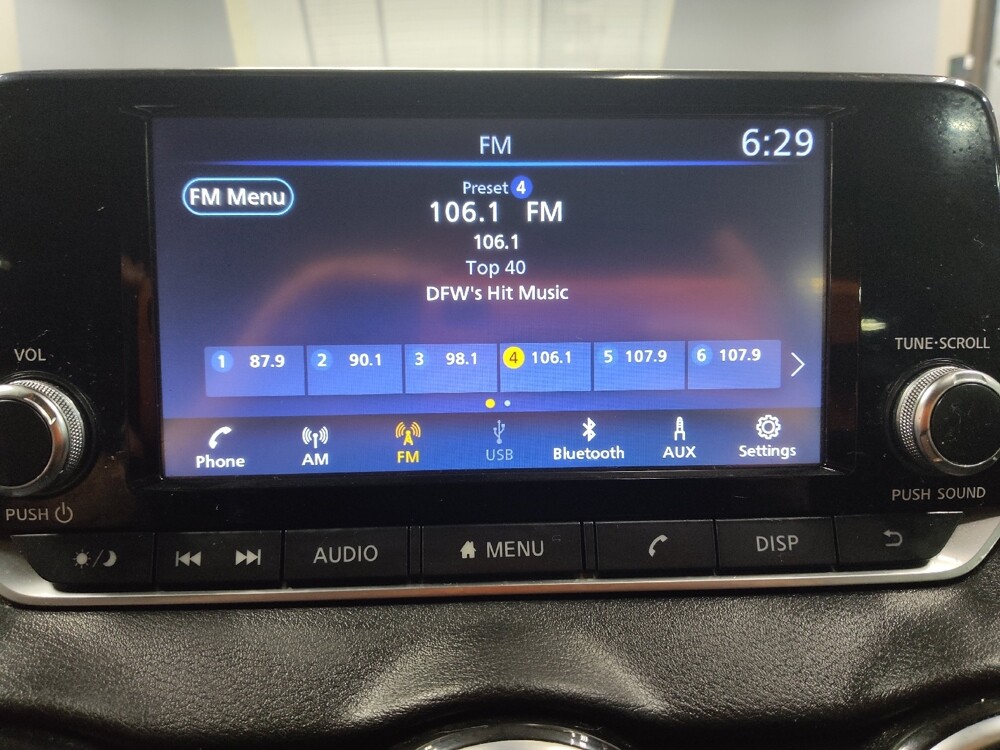 FM
6:29
FM Menu
Preset 4
106.1 FM
106.1
Top 40
DFW's Hit Music
1 87.9
2 90.1
3 98.1
4 106.1
5 107.9
6 107.9
Phone
AM
FM
USB
Bluetooth
AUX
Settings
VOL
PUSH
TUNE·SCROLL
PUSH SOUND
AUDIO
MENU
DISP